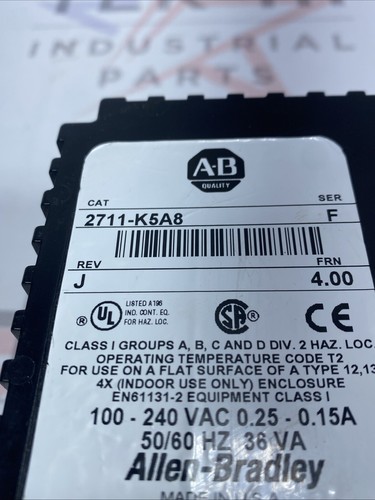 INDUSTRIAL
PARTS
A-B
QUALITY
CAT
SER
2711-K5A8
F
REV
FRN
J
4.00
UL
LISTED A196
IND. CONT. EQ.
FOR HAZ. LOC.
SA
CE
CLASS I GROUPS A, B, C AND D DIV. 2 HAZ. LOC.
OPERATING TEMPERATURE CODE T2
FOR USE ON A FLAT SURFACE OF A TYPE 12,13
4X (INDOOR USE ONLY) ENCLOSURE
EN61131-2 EQUIPMENT CLASS I
100 - 240 VAC 0.25 - 0.15A
50/60 HZ 36 VA
Allen-Bradley
MADE IN U.S.A.